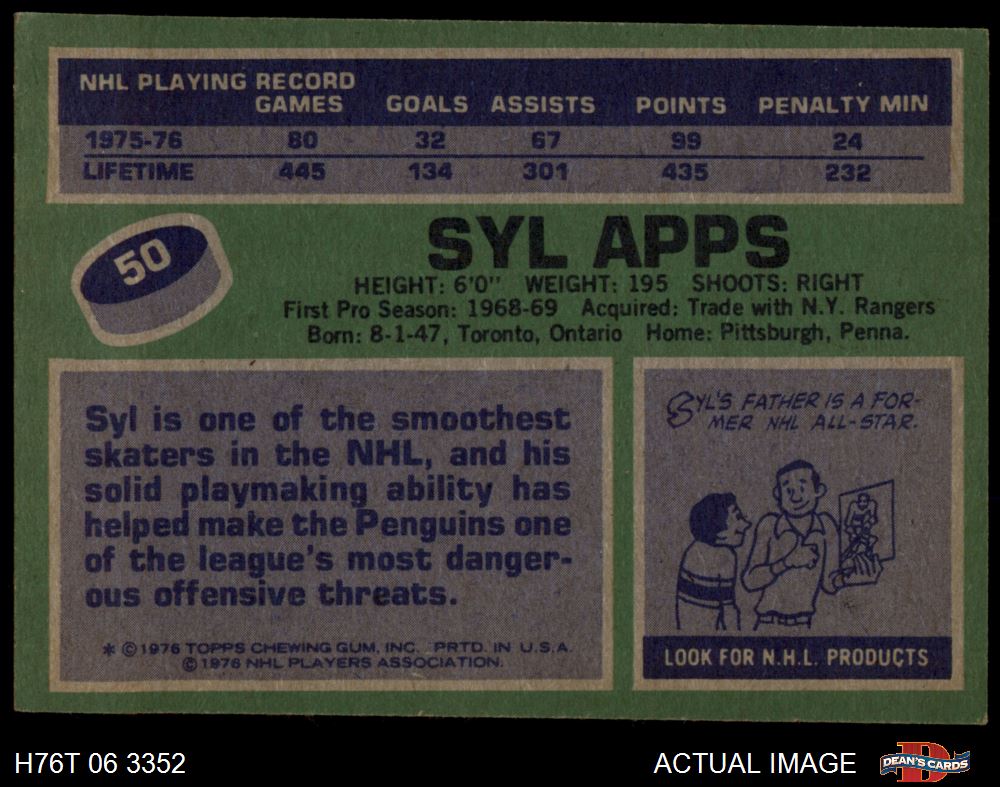 NHL PLAYING RECORD
GAMES GOALS ASSISTS POINTS PENALTY MIN
1975-76 80 32 67 99 24
LIFETIME 445 134 301 435 232
50
SYL APPS
HEIGHT: 6'0" WEIGHT: 195 SHOOTS: RIGHT
First Pro Season: 1968-69 Acquired: Trade with N.Y. Rangers
Born: 8-1-47, Toronto, Ontario Home: Pittsburgh, Penna.
Syl is one of the smoothest
skaters in the NHL, and his
solid playmaking ability has
helped make the Penguins one
of the league's most danger-
ous offensive threats.
* ©1976 TOPPS CHEWING GUM, INC. PRTD. IN U.S.A.
©1976 NHL PLAYERS ASSOCIATION.
SYL'S FATHER IS A FOR-
MER NHL ALL-STAR.
LOOK FOR N.H.L. PRODUCTS
H76T 06 3352
ACTUAL IMAGE
D
DEAN'S CARDS